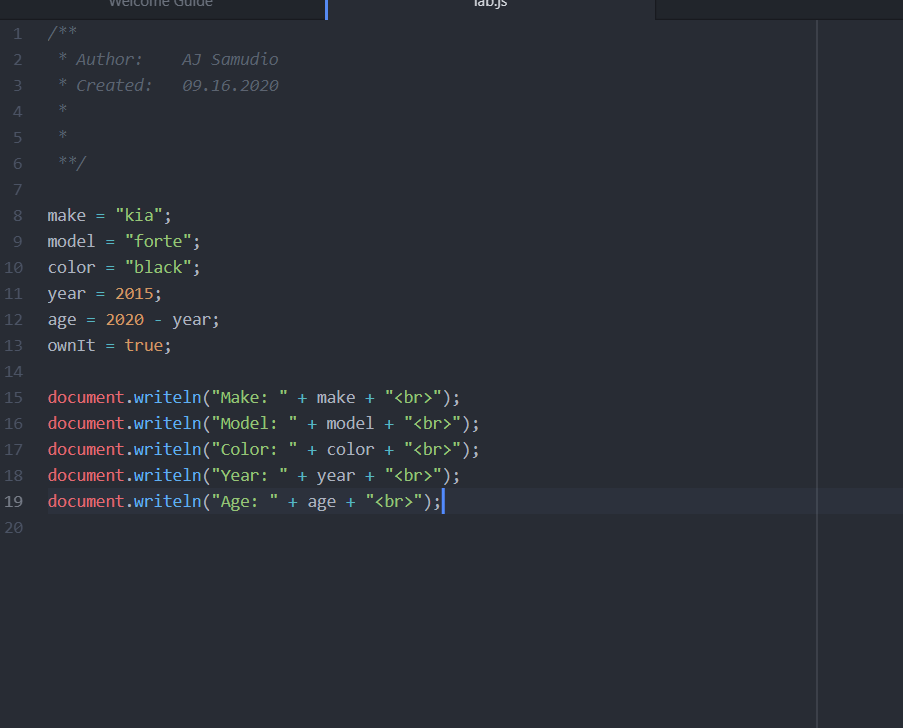 Welcome Guide lab.js
1 /**
2 * Author: AJ Samudio
3 * Created: 09.16.2020
4 *
5 *
6 **/
7
8 make = "kia";
9 model = "forte";
10 color = "black";
11 year = 2015;
12 age = 2020 - year;
13 ownIt = true;
14
15 document.writeln("Make: " + make + "<br>");
16 document.writeln("Model: " + model + "<br>");
17 document.writeln("Color: " + color + "<br>");
18 document.writeln("Year: " + year + "<br>");
19 document.writeln("Age: " + age + "<br>");
20